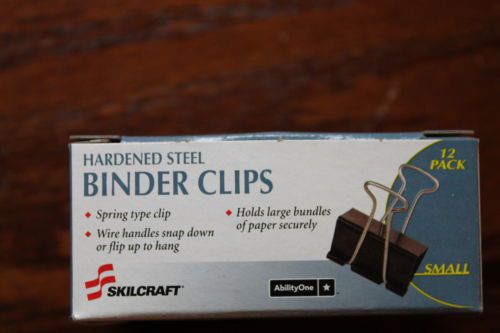 HARDENED STEEL
BINDER CLIPS
12
PACK
♦ Spring type clip
♦ Wire handles snap down
or flip up to hang
♦ Holds large bundles
of paper securely
SMALL
SKILCRAFT
AbilityOne